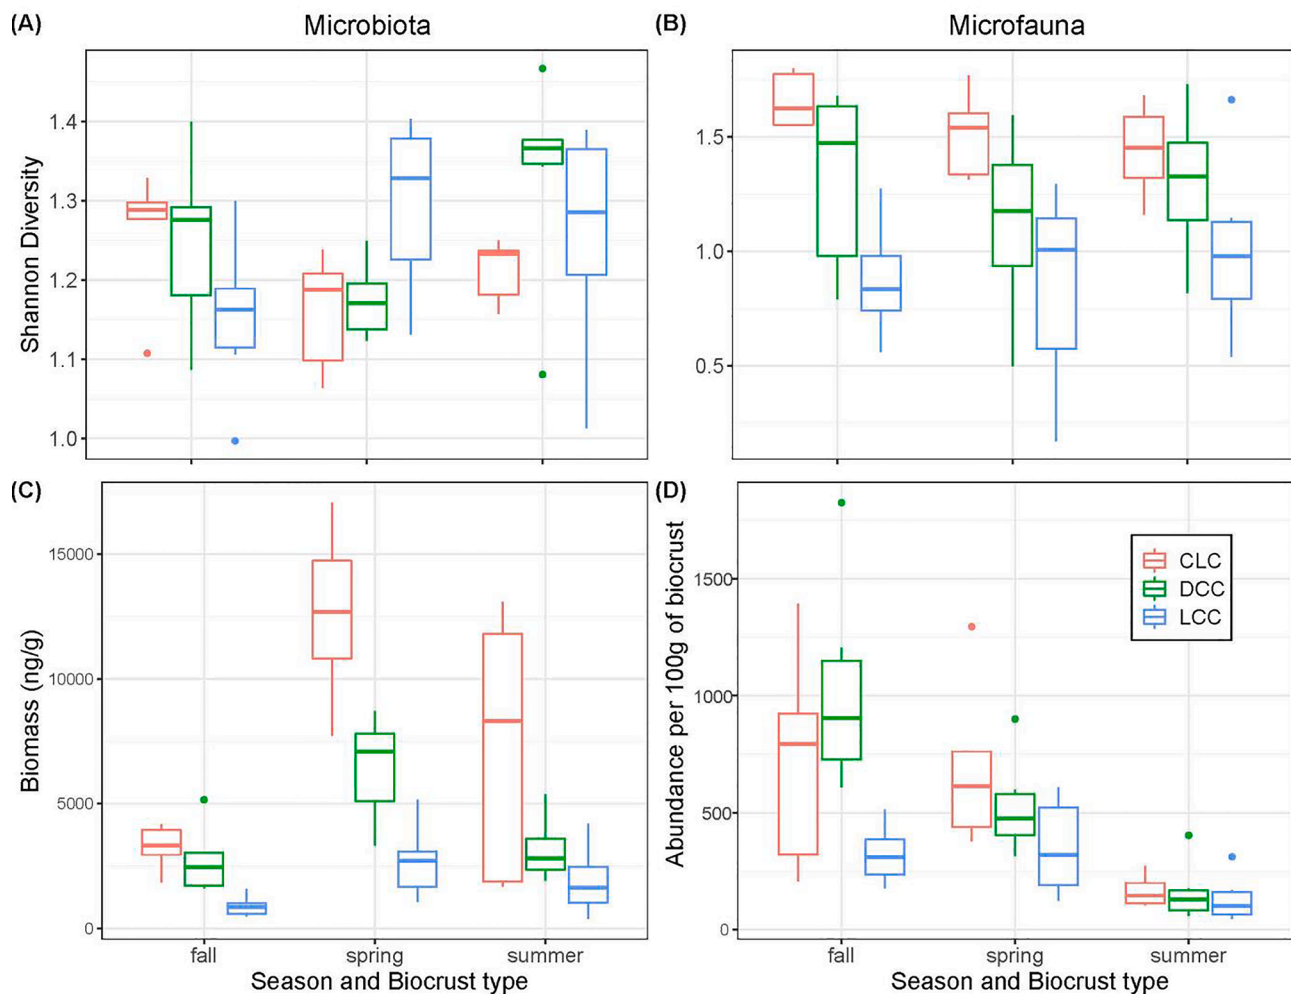 (A) Microbiota
Shannon Diversity
1.4
1.3
1.2
1.1
1.0
(B) Microfauna
1.5
1.0
0.5
(C)
Biomass (ng/g)
15000
10000
5000
0
fall spring summer
Season and Biocrust type
(D)
Abundance per 100g of biocrust
1500
1000
500
0
CLC
DCC
LCC
fall spring summer
Season and Biocrust type